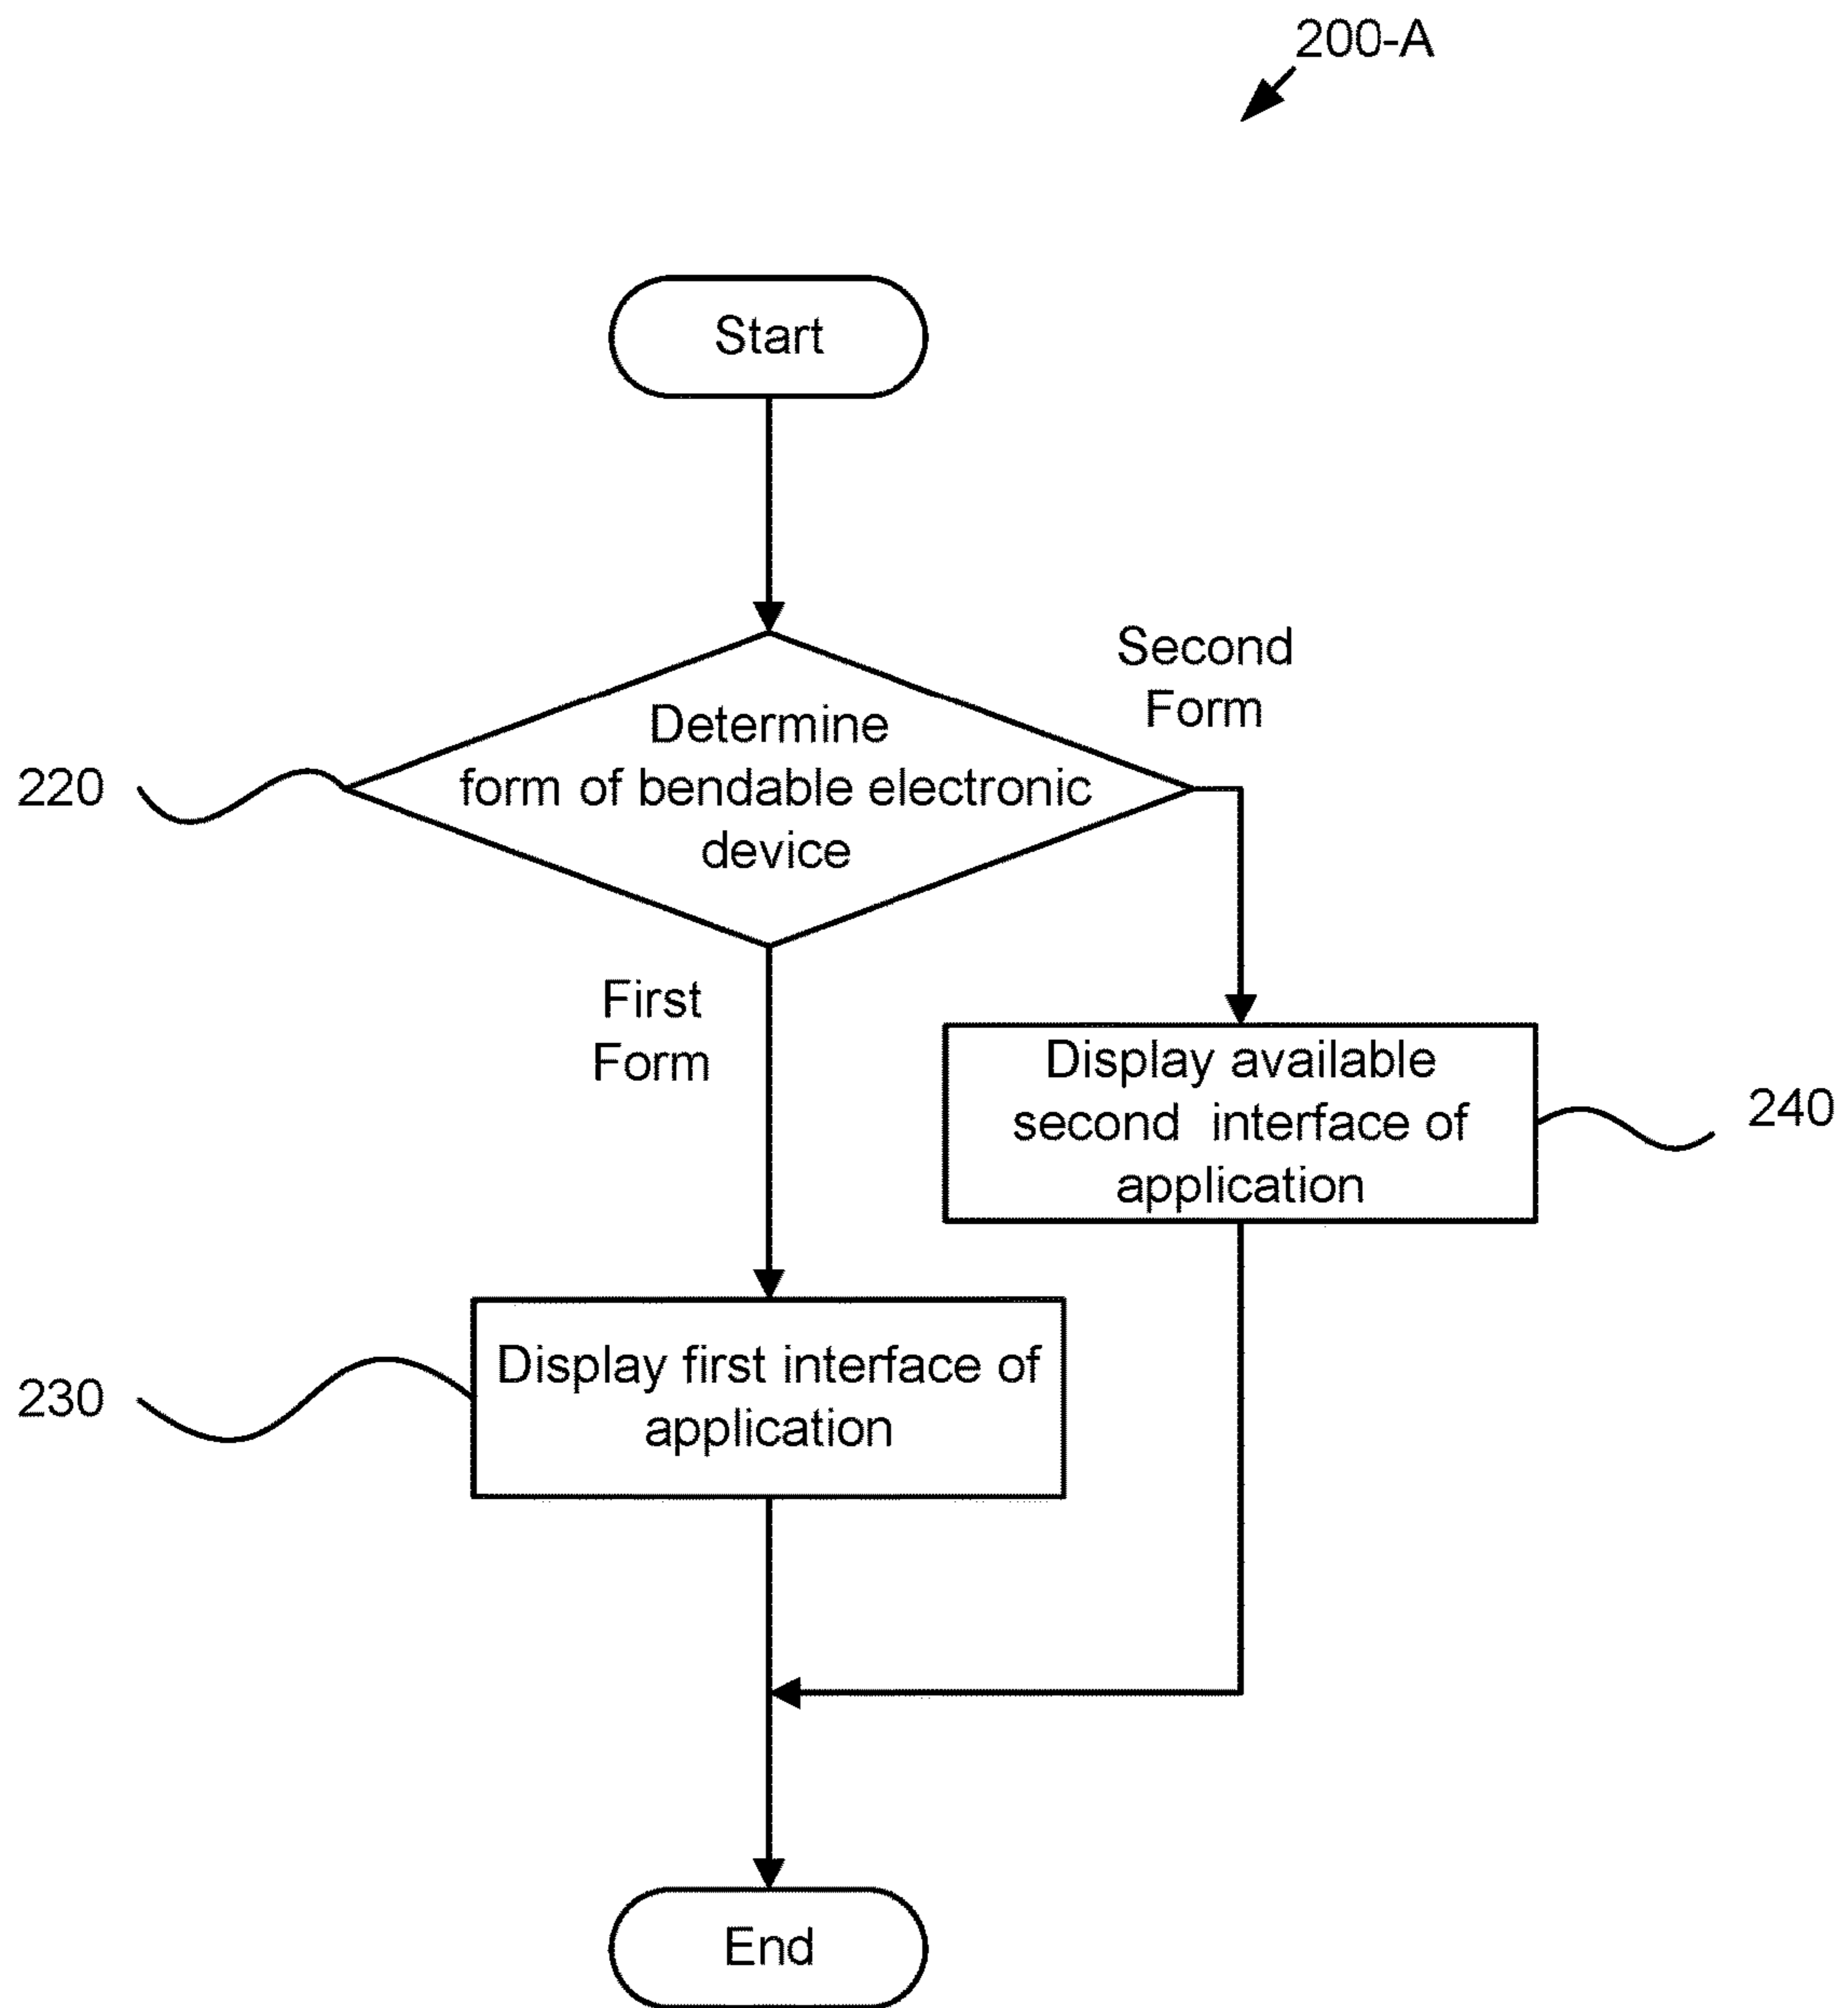 200-A
Start
Second
Form
Determine
form of bendable electronic
device
220
First
Form
Display available
second interface of
application
240
Display first interface of
application
230
End